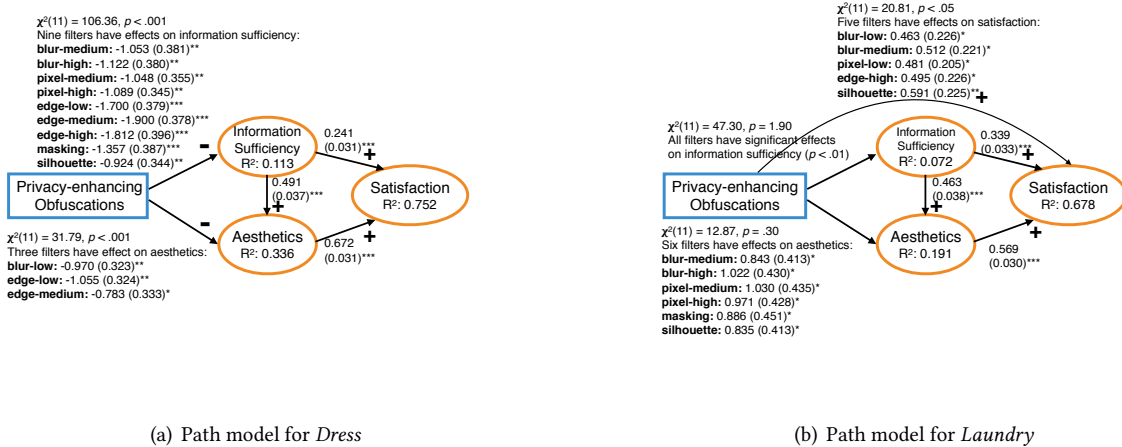 χ²(11) = 106.36, p < .001
Nine filters have effects on information sufficiency:
blur-medium: -1.053 (0.381)**
blur-high: -1.122 (0.380)**
pixel-medium: -1.048 (0.355)**
pixel-high: -1.089 (0.345)**
edge-low: -1.700 (0.379)***
edge-medium: -1.900 (0.378)***
edge-high: -1.812 (0.396)***
masking: -1.357 (0.387)***
silhouette: -0.924 (0.344)**
-
Information
Sufficiency
R²: 0.113
0.241
(0.031)***
+
Privacy-enhancing
Obfuscations
0.491
(0.037)***
+
Satisfaction
R²: 0.752
-
Aesthetics
R²: 0.336
+
0.672
(0.031)***
χ²(11) = 31.79, p < .001
Three filters have effect on aesthetics:
blur-low: -0.970 (0.323)**
edge-low: -1.055 (0.324)**
edge-medium: -0.783 (0.333)*
(a) Path model for Dress
χ²(11) = 20.81, p < .05
Five filters have effects on satisfaction:
blur-low: 0.463 (0.226)*
blur-medium: 0.512 (0.221)*
pixel-low: 0.481 (0.205)*
edge-high: 0.495 (0.226)*
silhouette: 0.591 (0.225)**
+
χ²(11) = 47.30, p = 1.90
All filters have significant effects
on information sufficiency (p < .01)
Information
Sufficiency
R²: 0.072
0.339
(0.033)***
+
Privacy-enhancing
Obfuscations
0.463
(0.038)***
+
Satisfaction
R²: 0.678
Aesthetics
R²: 0.191
+
0.569
(0.030)***
χ²(11) = 12.87, p = .30
Six filters have effects on aesthetics:
blur-medium: 0.843 (0.413)*
blur-high: 1.022 (0.430)*
pixel-medium: 1.030 (0.435)*
pixel-high: 0.971 (0.428)*
masking: 0.886 (0.451)*
silhouette: 0.835 (0.413)*
(b) Path model for Laundry